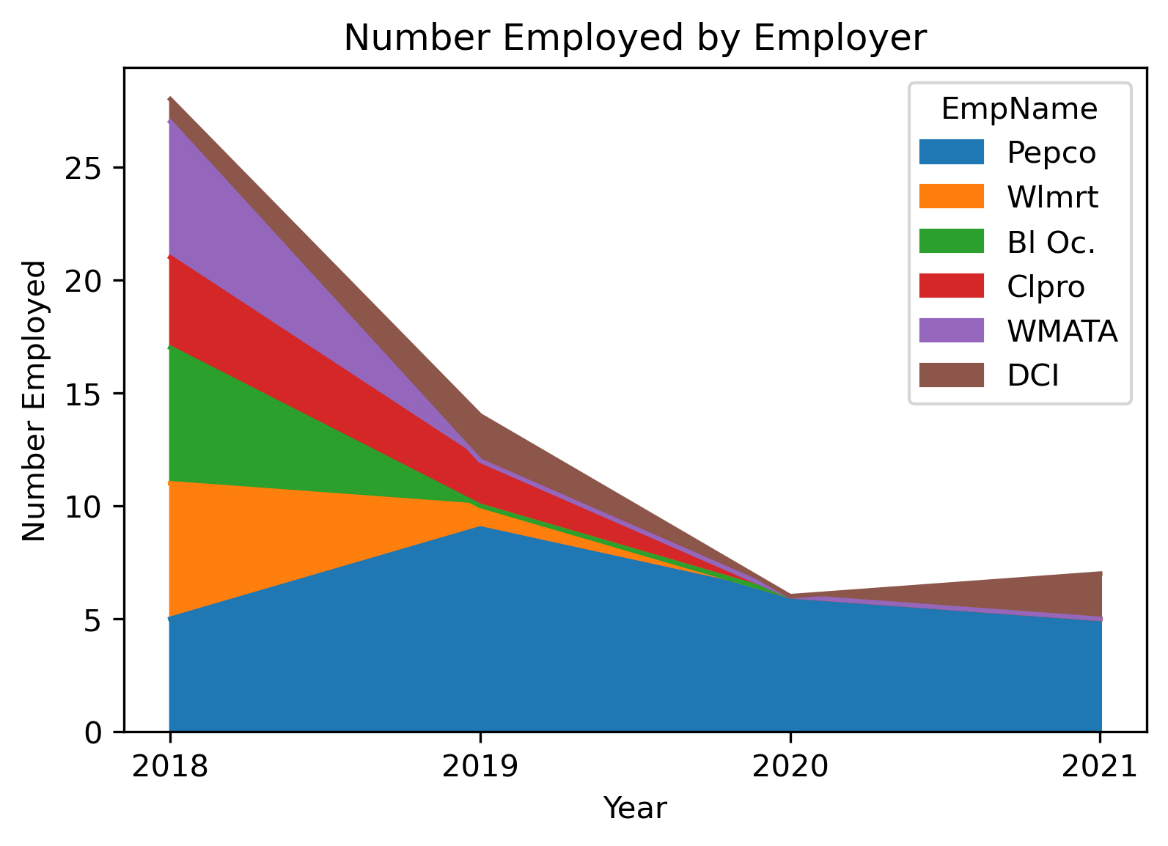 Number Employed by Employer
EmpName
Pepco
Wlmrt
Bl Oc.
Clpro
WMATA
DCI
Number Employed
25
20
15
10
5
0
2018 2019 2020 2021
Year